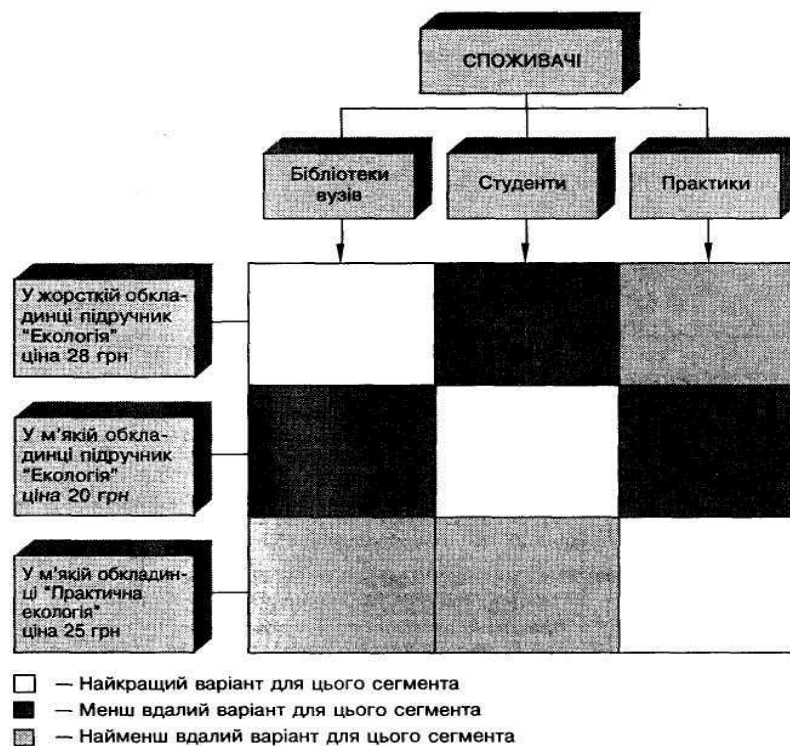 СПОЖИВАЧІ
Бібліотеки
вузів
Студенти
Практики
У жорсткій обкла-
динці підручник
"Екологія"
ціна 28 грн
У м’якій обкла-
динці підручник
"Екологія"
ціна 20 грн
У м’якій обкладин-
ці "Практична
екологія"
ціна 25 грн
— Найкращий варіант для цього сегмента
— Менш вдалий варіант для цього сегмента
— Найменш вдалий варіант для цього сегмента